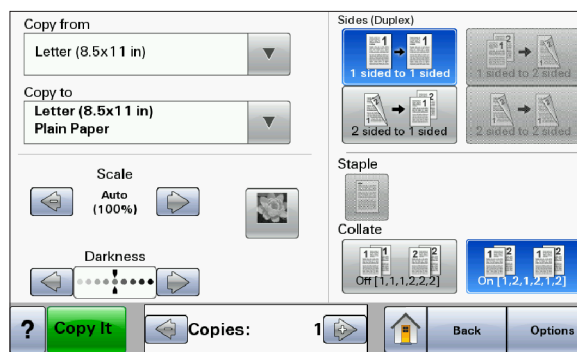 Copy from
Letter (8.5x11 in)
Copy to
Letter (8.5x11 in)
Plain Paper
Scale
Auto
(100%)
Darkness
Sides (Duplex)
1 sided to 1 sided
1 sided to 2 sided
2 sided to 1 sided
2 sided to 2 sided
Staple
Collate
Off [1,1,1,2,2,2]
On [1,2,1,2,1,2]
?
Copy It
Copies:
1
Back
Options